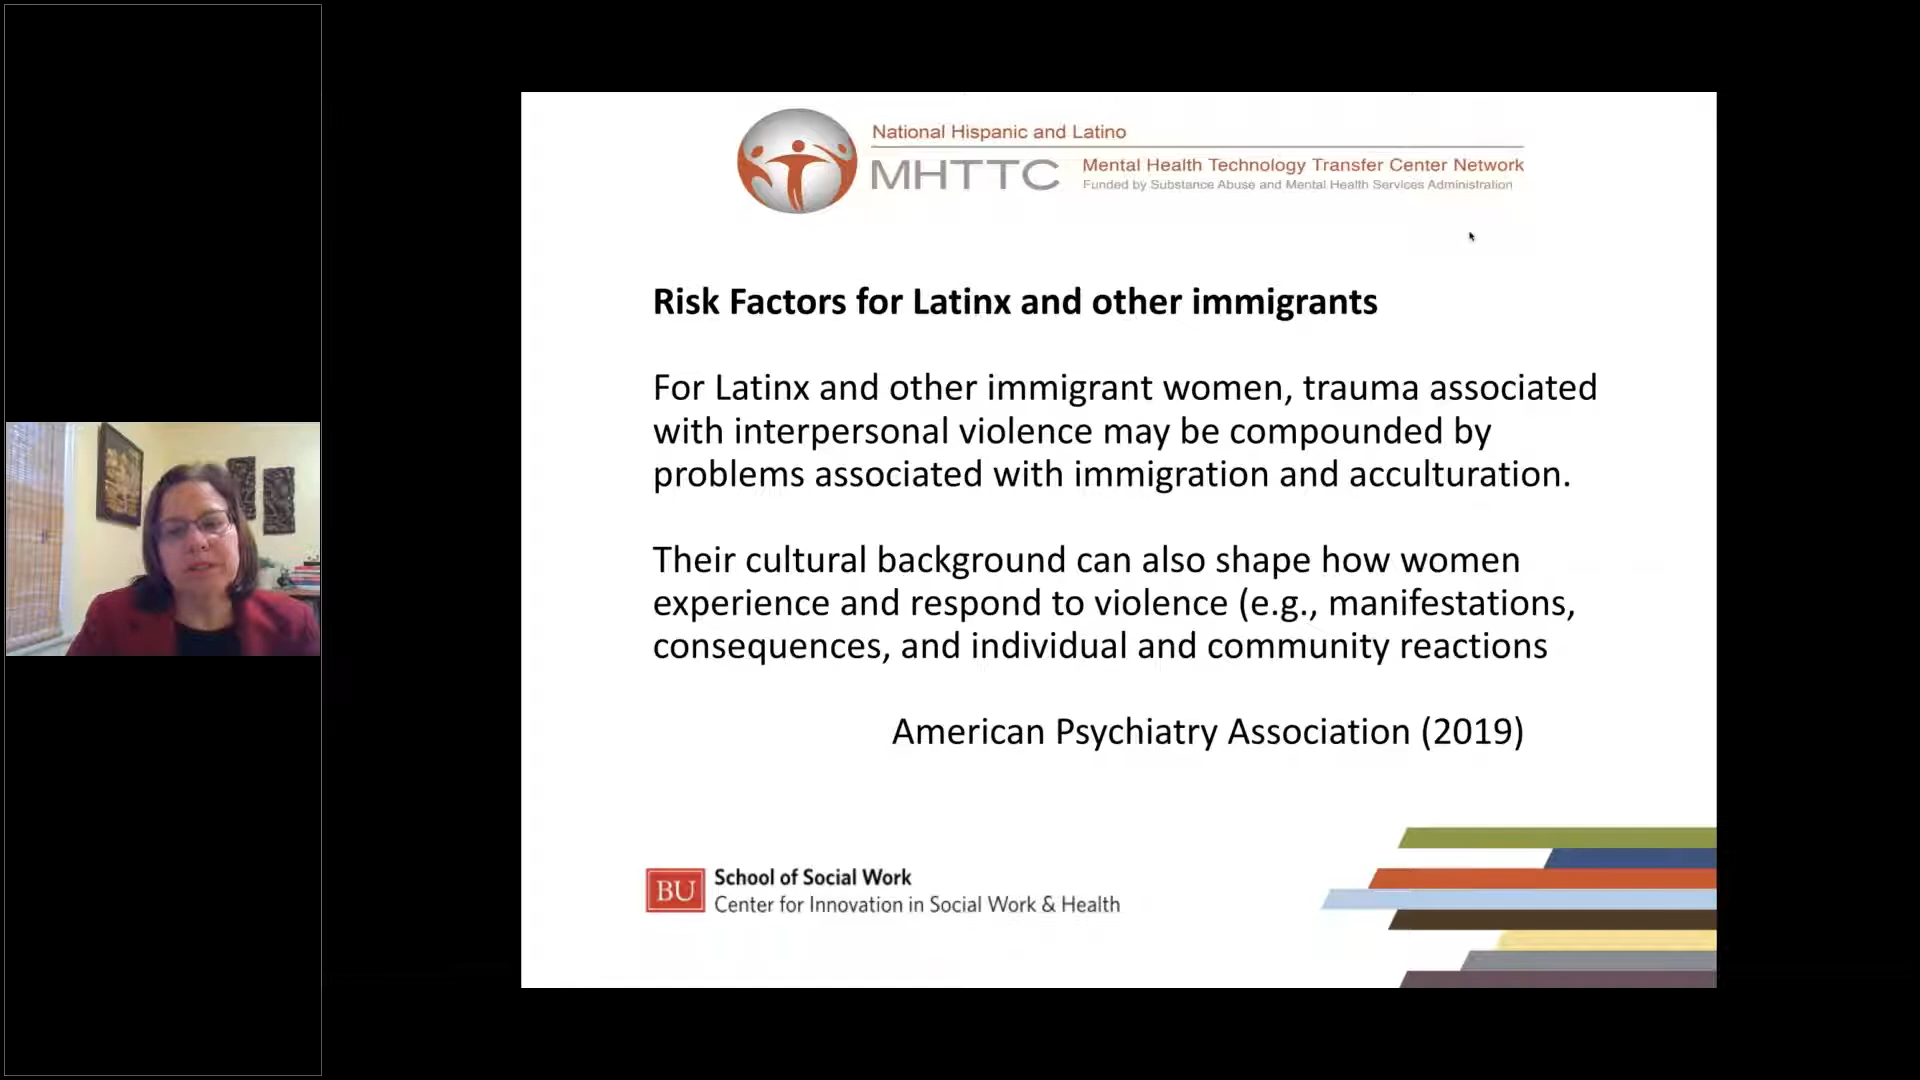 National Hispanic and Latino
MHTTC
Mental Health Technology Transfer Center Network
Funded by Substance Abuse and Mental Health Services Administration
Risk Factors for Latinx and other immigrants
For Latinx and other immigrant women, trauma associated
with interpersonal violence may be compounded by
problems associated with immigration and acculturation.
Their cultural background can also shape how women
experience and respond to violence (e.g., manifestations,
consequences, and individual and community reactions
American Psychiatry Association (2019)
BU
School of Social Work
Center for Innovation in Social Work & Health